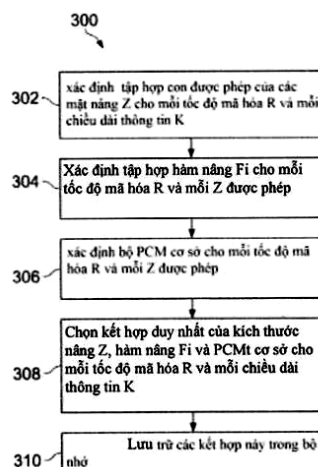 300
302
xác định tập hợp con được phép của các
mặt nâng Z cho mỗi tốc độ mã hóa R và mỗi
chiều dài thông tin K
304
Xác định tập hợp hàm nâng Fi cho mỗi
tốc độ mã hóa R và mỗi Z được phép
306
xác định bộ PCM cơ sở cho mỗi tốc độ mã
hóa R và mỗi Z được phép
308
Chọn kết hợp duy nhất của kích thước
nâng Z, hàm nâng Fi và PCMt cơ sở cho
mỗi tốc độ mã hóa R và mỗi chiều dài
thông tin K
310
Lưu trữ các kết hợp này trong bộ
nhớ